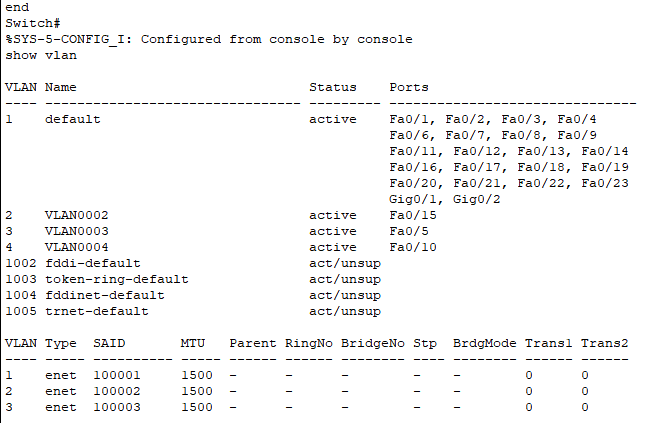 end
Switch#
%SYS-5-CONFIG_I: Configured from console by console
show vlan
VLAN Name                             Status    Ports
---- -------------------------------- --------- -------------------------------
1    default                          active    Fa0/1, Fa0/2, Fa0/3, Fa0/4
                                                Fa0/6, Fa0/7, Fa0/8, Fa0/9
                                                Fa0/11, Fa0/12, Fa0/13, Fa0/14
                                                Fa0/16, Fa0/17, Fa0/18, Fa0/19
                                                Fa0/20, Fa0/21, Fa0/22, Fa0/23
                                                Gig0/1, Gig0/2
2    VLAN0002                         active    Fa0/15
3    VLAN0003                         active    Fa0/5
4    VLAN0004                         active    Fa0/10
1002 fddi-default                     act/unsup
1003 token-ring-default               act/unsup
1004 fddinet-default                  act/unsup
1005 trnet-default                    act/unsup
VLAN Type  SAID       MTU   Parent RingNo BridgeNo Stp  BrdgMode Trans1 Trans2
---- ----- ---------- ----- ------ ------ -------- ---- -------- ------ ------
1    enet  100001     1500  -      -      -        -    -        0      0
2    enet  100002     1500  -      -      -        -    -        0      0
3    enet  100003     1500  -      -      -        -    -        0      0